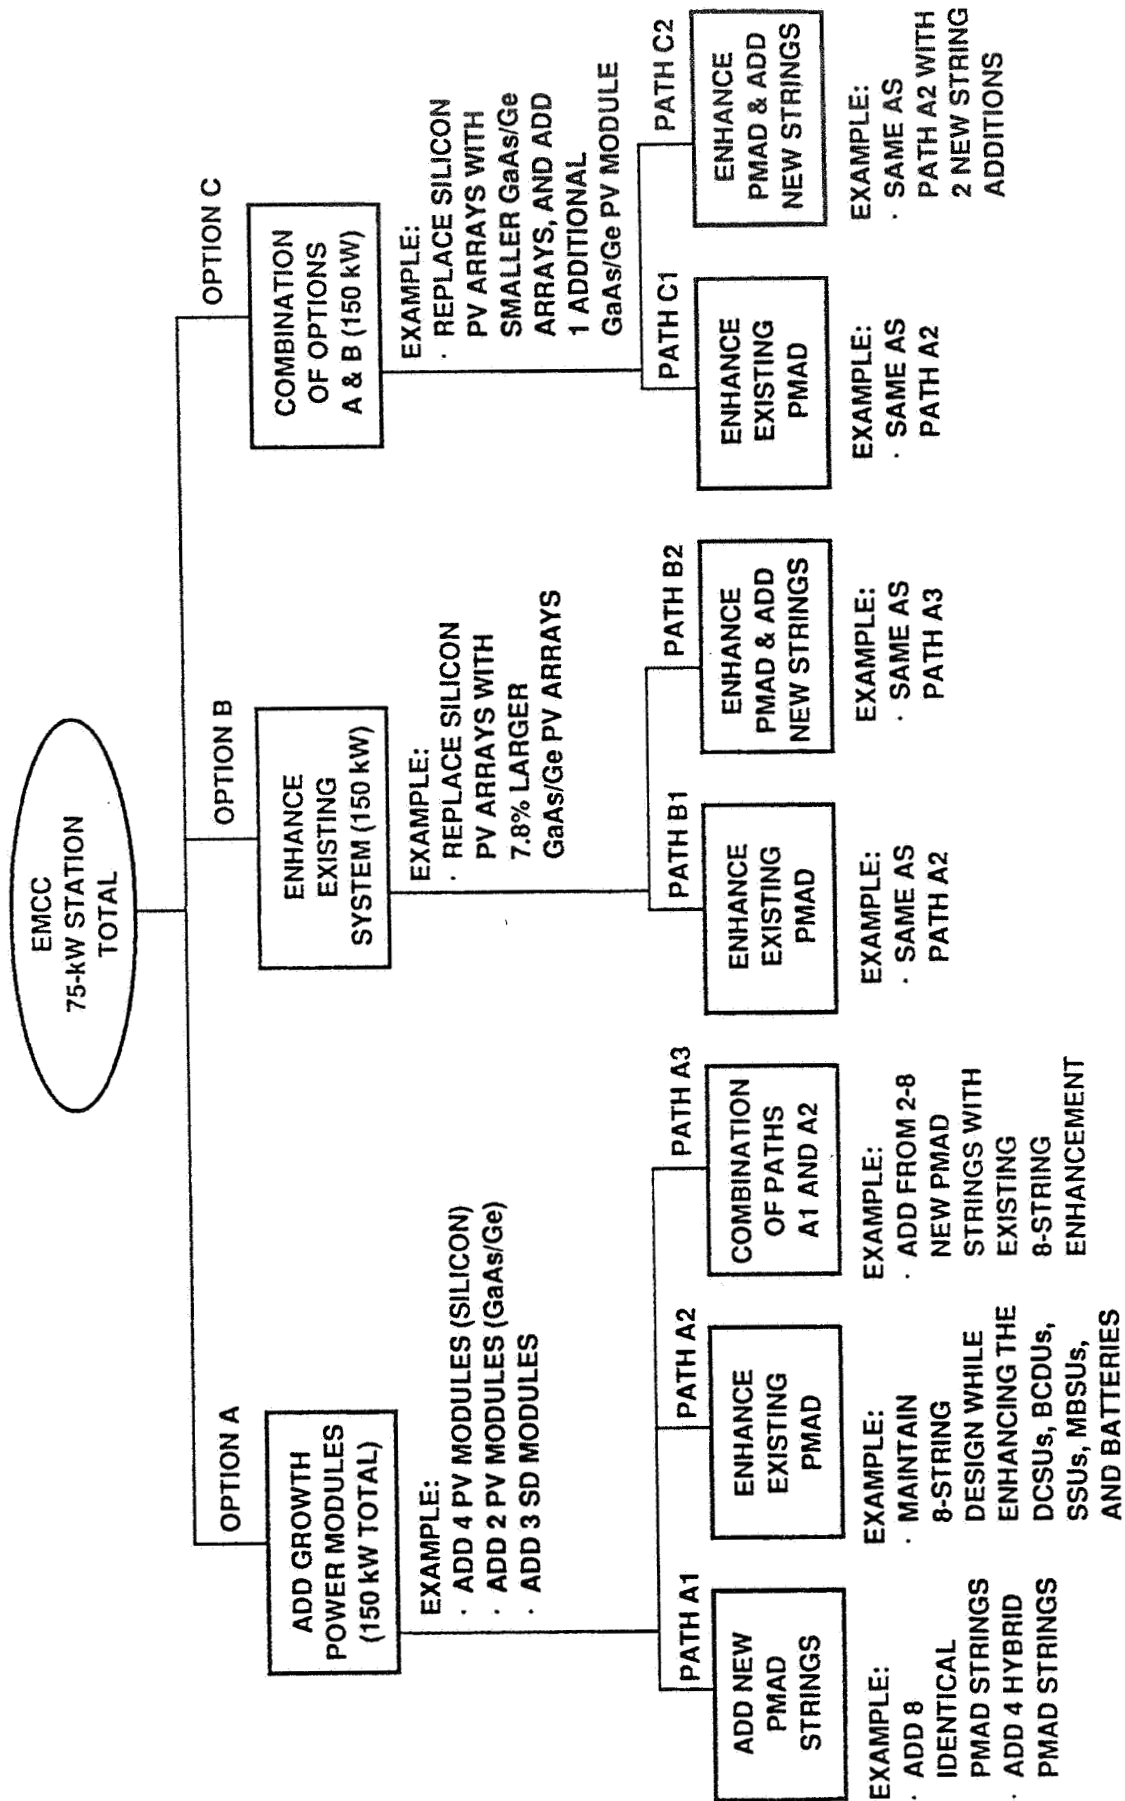 EMCC
75-kW STATION
TOTAL
OPTION A
ADD GROWTH
POWER MODULES
(150 kW TOTAL)
EXAMPLE:
· ADD 4 PV MODULES (SILICON)
· ADD 2 PV MODULES (GaAs/Ge)
· ADD 3 SD MODULES
PATH A1
ADD NEW
PMAD
STRINGS
EXAMPLE:
· ADD 8
IDENTICAL
PMAD STRINGS
· ADD 4 HYBRID
PMAD STRINGS
PATH A2
ENHANCE
EXISTING
PMAD
EXAMPLE:
· MAINTAIN
8-STRING
DESIGN WHILE
ENHANCING THE
DCSUs, BCDUs,
SSUs, MBSUs,
AND BATTERIES
PATH A3
COMBINATION
OF PATHS
A1 AND A2
EXAMPLE:
· ADD FROM 2-8
NEW PMAD
STRINGS WITH
EXISTING
8-STRING
ENHANCEMENT
OPTION B
ENHANCE
EXISTING
SYSTEM (150 kW)
EXAMPLE:
· REPLACE SILICON
PV ARRAYS WITH
7.8% LARGER
GaAs/Ge PV ARRAYS
PATH B1
ENHANCE
EXISTING
PMAD
EXAMPLE:
· SAME AS
PATH A2
PATH B2
ENHANCE
PMAD & ADD
NEW STRINGS
EXAMPLE:
· SAME AS
PATH A3
OPTION C
COMBINATION
OF OPTIONS
A & B (150 kW)
EXAMPLE:
· REPLACE SILICON
PV ARRAYS WITH
SMALLER GaAs/Ge
ARRAYS, AND ADD
1 ADDITIONAL
GaAs/Ge PV MODULE
PATH C1
ENHANCE
EXISTING
PMAD
EXAMPLE:
· SAME AS
PATH A2
PATH C2
ENHANCE
PMAD & ADD
NEW STRINGS
EXAMPLE:
· SAME AS
PATH A2 WITH
2 NEW STRING
ADDITIONS